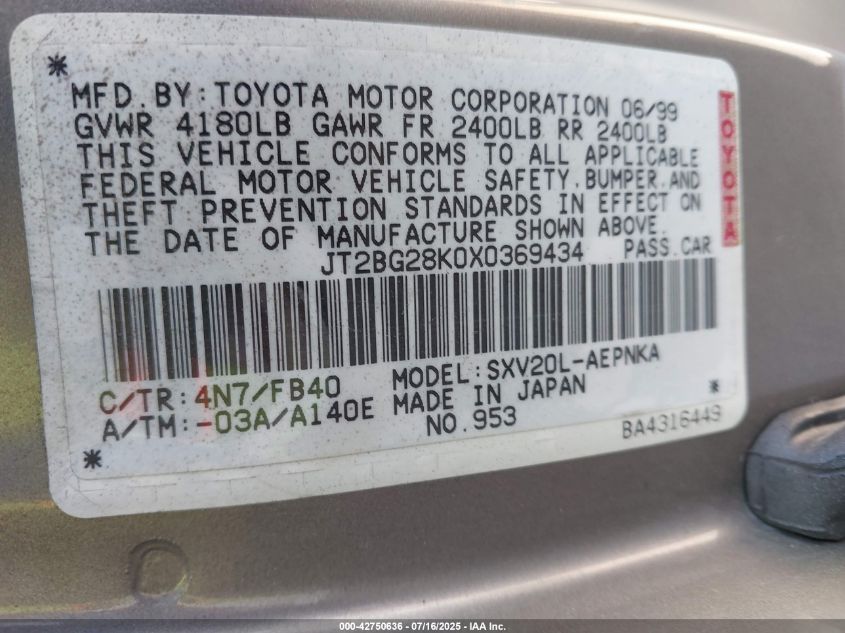 MFD. BY: TOYOTA MOTOR CORPORATION 06/99
GVWR 4180LB GAWR FR 2400LB RR 2400LB
THIS VEHICLE CONFORMS TO ALL APPLICABLE
FEDERAL MOTOR VEHICLE SAFETY, BUMPER, AND
THEFT PREVENTION STANDARDS IN EFFECT ON
THE DATE OF MANUFACTURE SHOWN ABOVE.
JT2BG28K0X0369434 PASS. CAR
TOYOTA
C/TR: 4N7/FB40 MODEL: SXV20L-AEPNKA
A/TM: -03A/A140E MADE IN JAPAN
NO. 953 BA4316449
000-42750636 - 07/16/2025 - IAA Inc.